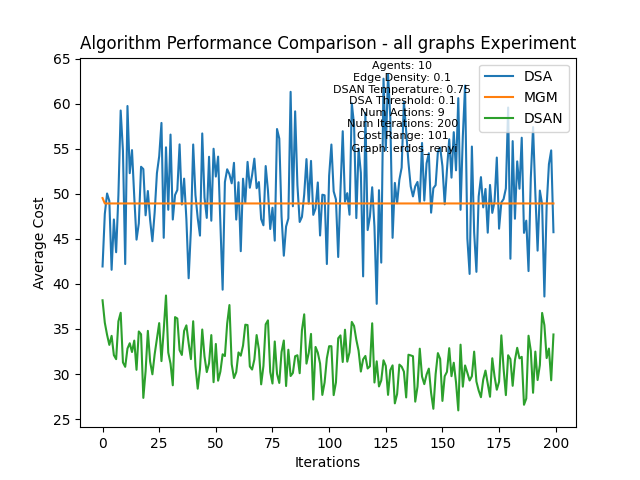 Algorithm Performance Comparison - all graphs Experiment
Agents: 10
Edge Density: 0.1
DSAN Temperature: 0.75
DSA Threshold: 0.1
Num Actions: 9
Num Iterations: 200
Cost Range: 101
Graph: erdos_renyi
DSA
MGM
DSAN
65
60
55
50
45
40
35
30
25
Average Cost
0
25
50
75
100
125
150
175
200
Iterations